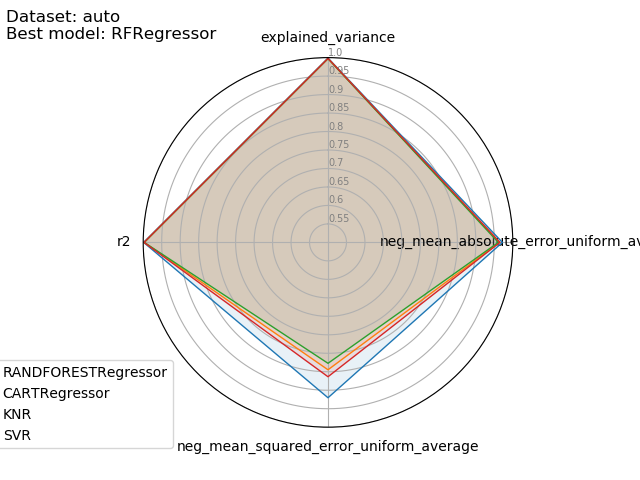 Dataset: auto
Best model: RFRegressor
explained_variance
1.0
0.95
0.9
0.85
0.8
0.75
0.7
0.65
0.6
0.55
r2
neg_mean_absolute_error_uniform_av
RANDFORESTRegressor
CARTRegressor
KNR
SVR
neg_mean_squared_error_uniform_average